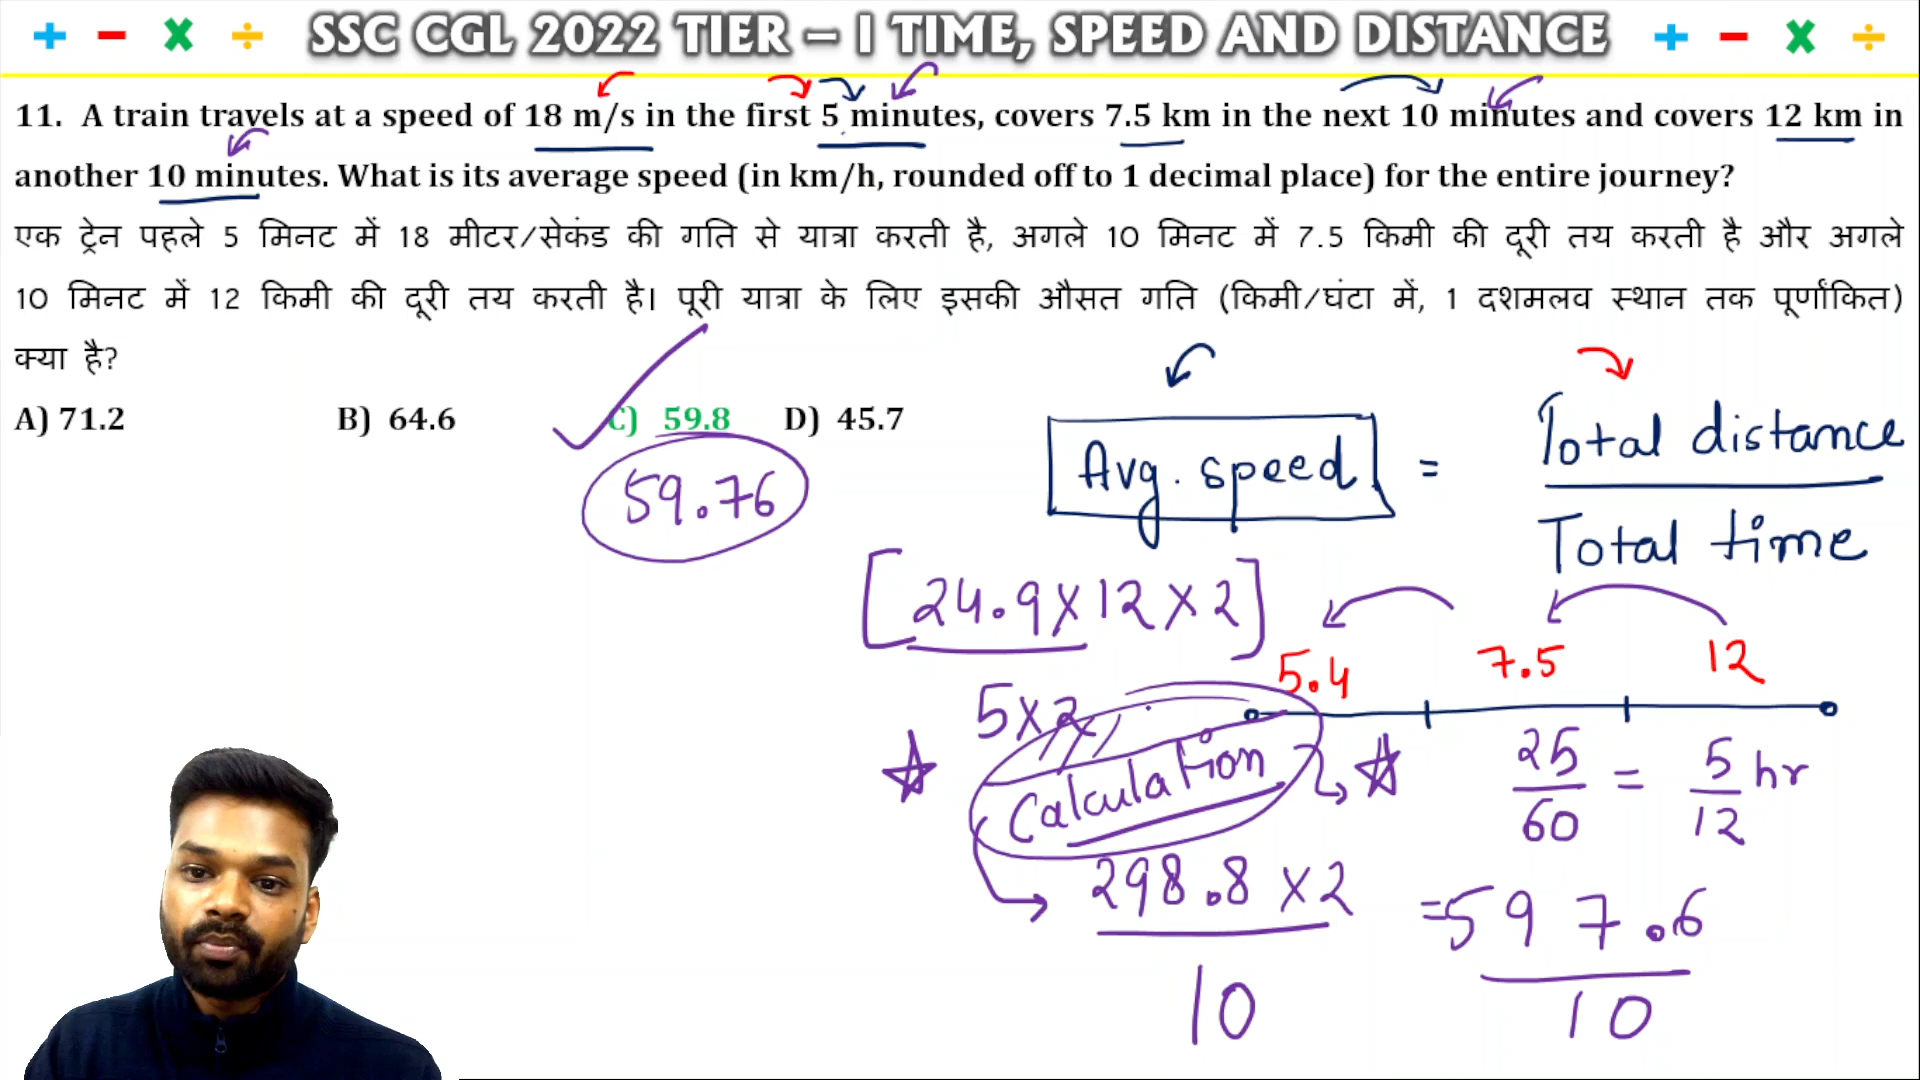 + − × ÷ SSC CGL 2022 TIER – I TIME, SPEED AND DISTANCE + − × ÷
11. A train travels at a speed of 18 m/s in the first 5 minutes, covers 7.5 km in the next 10 minutes and covers 12 km in
another 10 minutes. What is its average speed (in km/h, rounded off to 1 decimal place) for the entire journey?
एक ट्रेन पहले 5 मिनट में 18 मीटर/सेकंड की गति से यात्रा करती है, अगले 10 मिनट में 7.5 किमी की दूरी तय करती है और अगले
10 मिनट में 12 किमी की दूरी तय करती है। पूरी यात्रा के लिए इसकी औसत गति (किमी/घंटा में, 1 दशमलव स्थान तक पूर्णांकित)
क्या है?
A) 71.2 B) 64.6 C) 59.8 D) 45.7
59.76
Avg. speed = Total distance
Total time
[24.9 × 12 × 2]
5 × 2
5.4 7.5 12
Calculation
25/60 = 5/12 hr
298.8 × 2 = 597.6
10 10